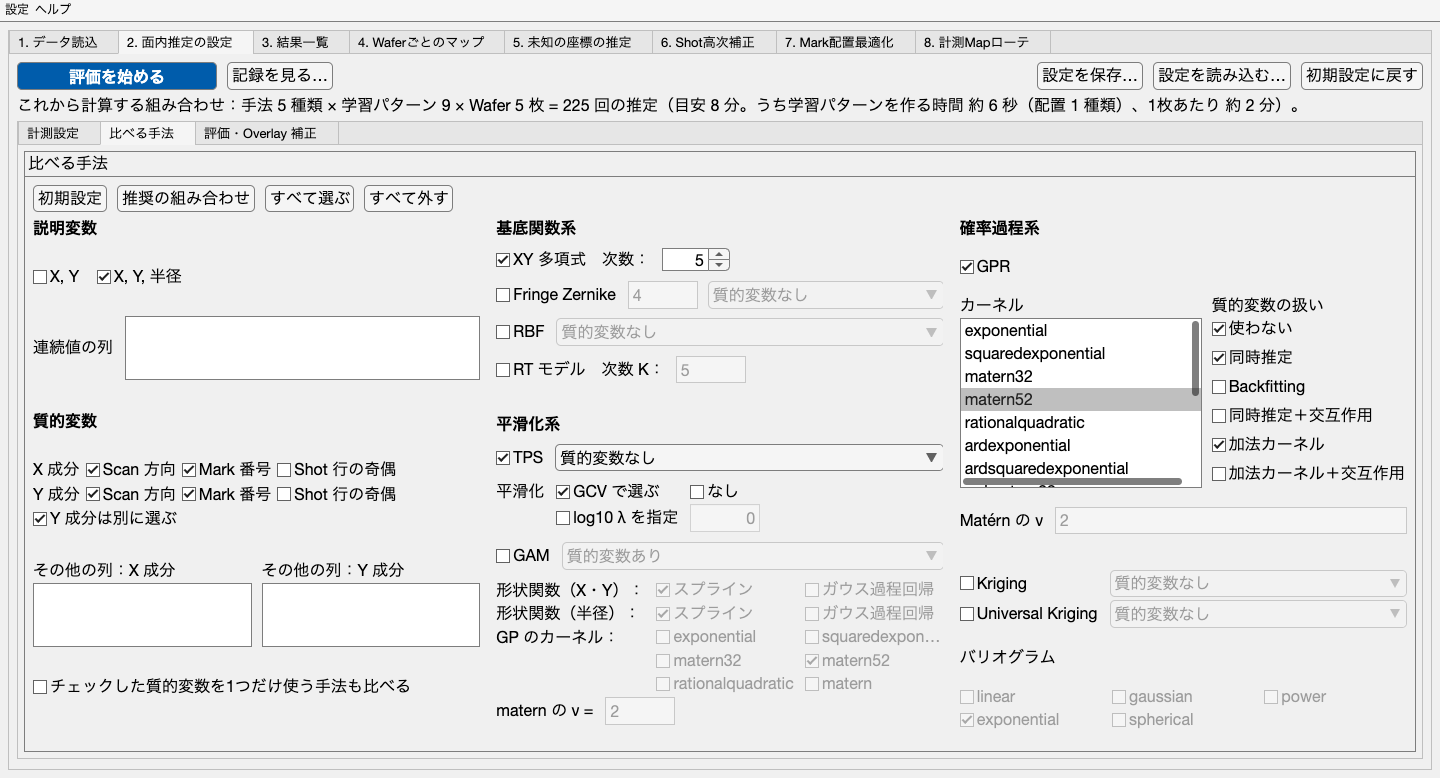 設定 ヘルプ
1. データ読込
2. 面内推定の設定
3. 結果一覧
4. Waferごとのマップ
5. 未知の座標の推定
6. Shot高次補正
7. Mark配置最適化
8. 計測Mapローテ
評価を始める
記録を見る...
設定を保存...
設定を読み込む...
初期設定に戻す
これから計算する組み合わせ：手法 5 種類 × 学習パターン 9 × Wafer 5 枚 = 225 回の推定（目安 8 分。うち学習パターンを作る時間 約 6 秒（配置 1 種類）、1枚あたり 約 2 分）。
計測設定
比べる手法
評価・Overlay 補正
比べる手法
初期設定
推奨の組み合わせ
すべて選ぶ
すべて外す
説明変数
X, Y
X, Y, 半径
連続値の列
質的変数
X 成分 Scan 方向 Mark 番号 Shot 行の奇偶
Y 成分 Scan 方向 Mark 番号 Shot 行の奇偶
Y 成分は別に選ぶ
その他の列：X 成分
その他の列：Y 成分
チェックした質的変数を1つだけ使う手法も比べる
基底関数系
XY 多項式 次数： 5
Fringe Zernike 4 質的変数なし
RBF 質的変数なし
RT モデル 次数 K： 5
平滑化系
TPS 質的変数なし
平滑化 GCV で選ぶ なし
log10 λ を指定 0
GAM 質的変数あり
形状関数（X・Y）： スプライン ガウス過程回帰
形状関数（半径）： スプライン ガウス過程回帰
GP のカーネル： exponential squaredexpon...
matern32 matern52
rationalquadratic matern
matern の ν = 2
確率過程系
GPR
カーネル
exponential
squaredexponential
matern32
matern52
rationalquadratic
ardexponential
ardsquaredexponential
質的変数の扱い
使わない
同時推定
Backfitting
同時推定＋交互作用
加法カーネル
加法カーネル＋交互作用
Matérn の ν 2
Kriging 質的変数なし
Universal Kriging 質的変数なし
バリオグラム
linear gaussian power
exponential spherical